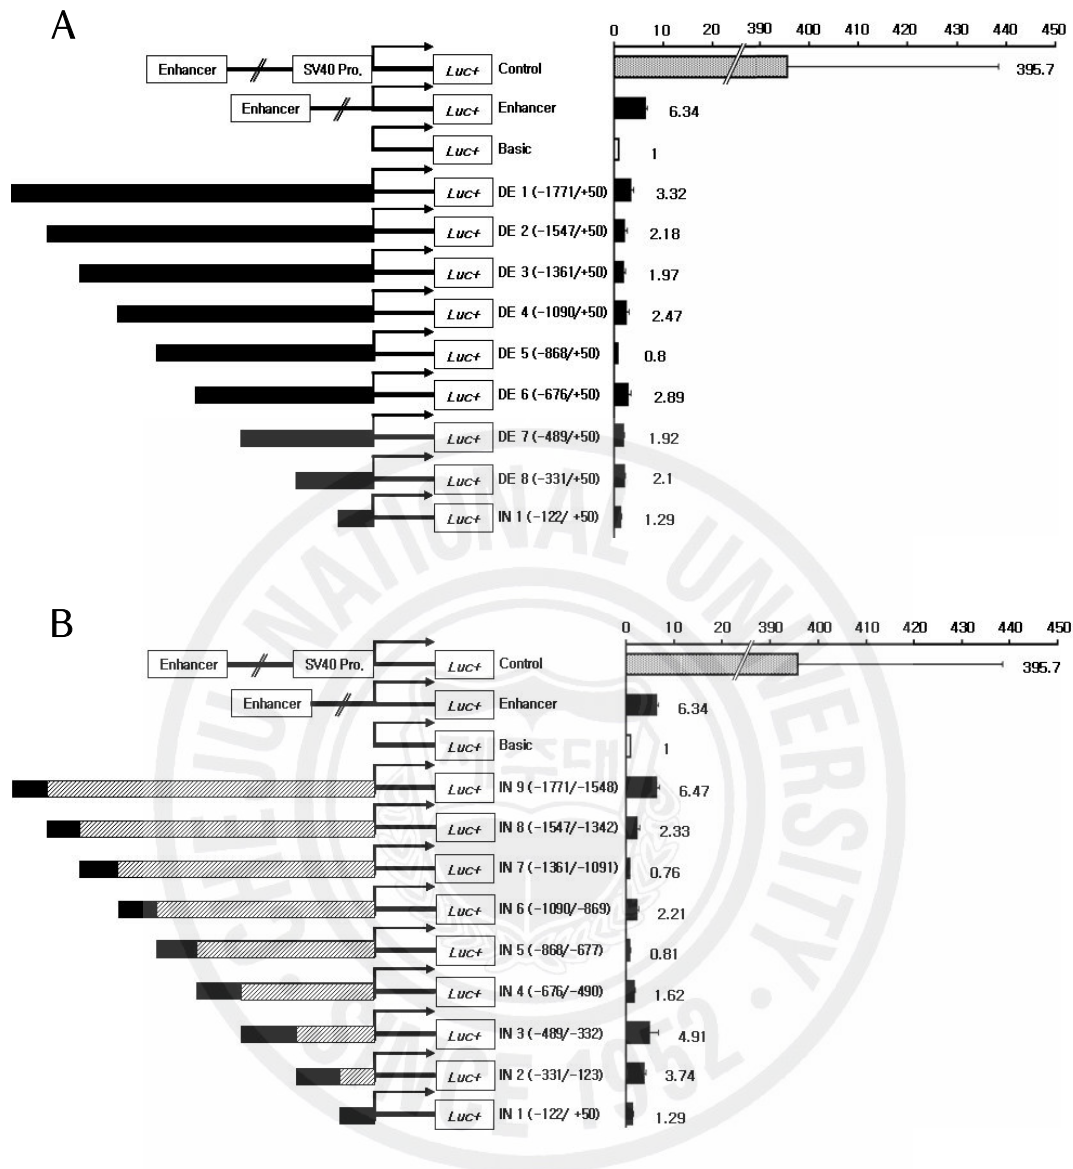 A
0 10 20 390 400 410 420 430 440 450
Enhancer SV40 Pro. Luc+ Control 395.7
Enhancer Luc+ Enhancer 6.34
Luc+ Basic 1
Luc+ DE 1 (-1771/+50) 3.32
Luc+ DE 2 (-1547/+50) 2.18
Luc+ DE 3 (-1361/+50) 1.97
Luc+ DE 4 (-1090/+50) 2.47
Luc+ DE 5 (-868/+50) 0.8
Luc+ DE 6 (-676/+50) 2.89
Luc+ DE 7 (-489/+50) 1.92
Luc+ DE 8 (-331/+50) 2.1
Luc+ IN 1 (-122/ +50) 1.29
B
0 10 20 390 400 410 420 430 440 450
Enhancer SV40 Pro. Luc+ Control 395.7
Enhancer Luc+ Enhancer 6.34
Luc+ Basic 1
Luc+ IN 9 (-1771/-1548) 6.47
Luc+ IN 8 (-1547/-1342) 2.33
Luc+ IN 7 (-1361/-1091) 0.76
Luc+ IN 6 (-1090/-869) 2.21
Luc+ IN 5 (-868/-677) 0.81
Luc+ IN 4 (-676/-490) 1.62
Luc+ IN 3 (-489/-332) 4.91
Luc+ IN 2 (-331/-123) 3.74
Luc+ IN 1 (-122/ +50) 1.29
CHEJU NATIONAL UNIVERSITY
SINCE 1952